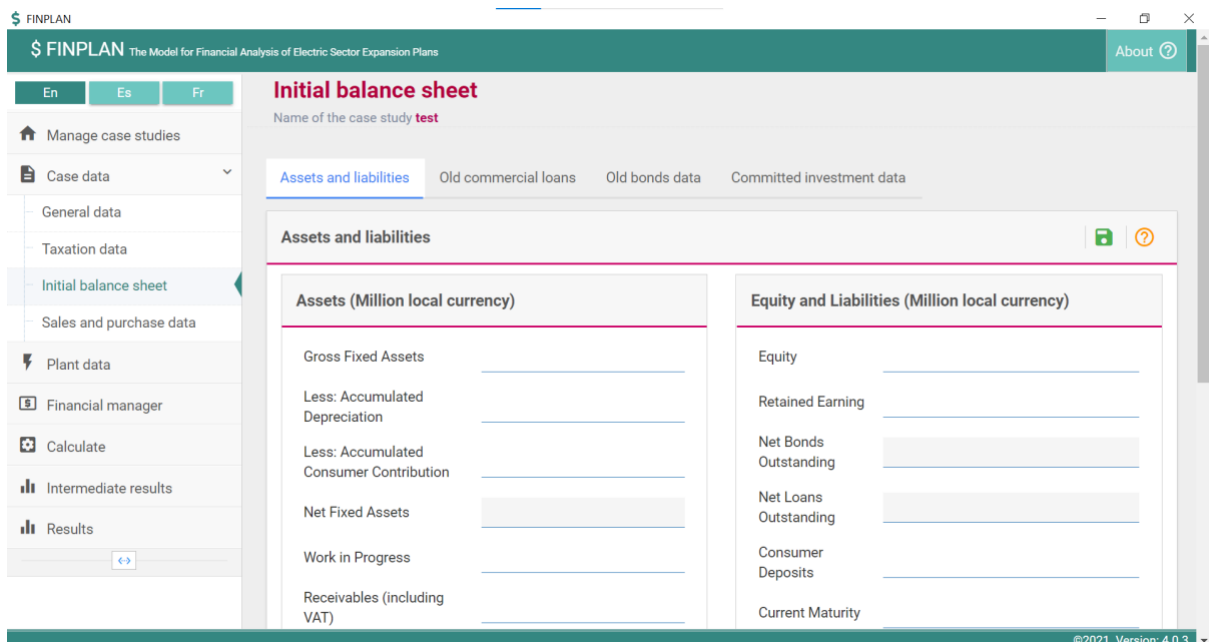 $ FINPLAN
$ FINPLAN The Model for Financial Analysis of Electric Sector Expansion Plans
About
En Es Fr
Manage case studies
Case data
General data
Taxation data
Initial balance sheet
Sales and purchase data
Plant data
Financial manager
Calculate
Intermediate results
Results
Initial balance sheet
Name of the case study test
Assets and liabilities Old commercial loans Old bonds data Committed investment data
Assets and liabilities
Assets (Million local currency)
Gross Fixed Assets
Less: Accumulated
Depreciation
Less: Accumulated
Consumer Contribution
Net Fixed Assets
Work in Progress
Receivables (including
VAT)
Equity and Liabilities (Million local currency)
Equity
Retained Earning
Net Bonds
Outstanding
Net Loans
Outstanding
Consumer
Deposits
Current Maturity
©2021 Version: 4.0.3